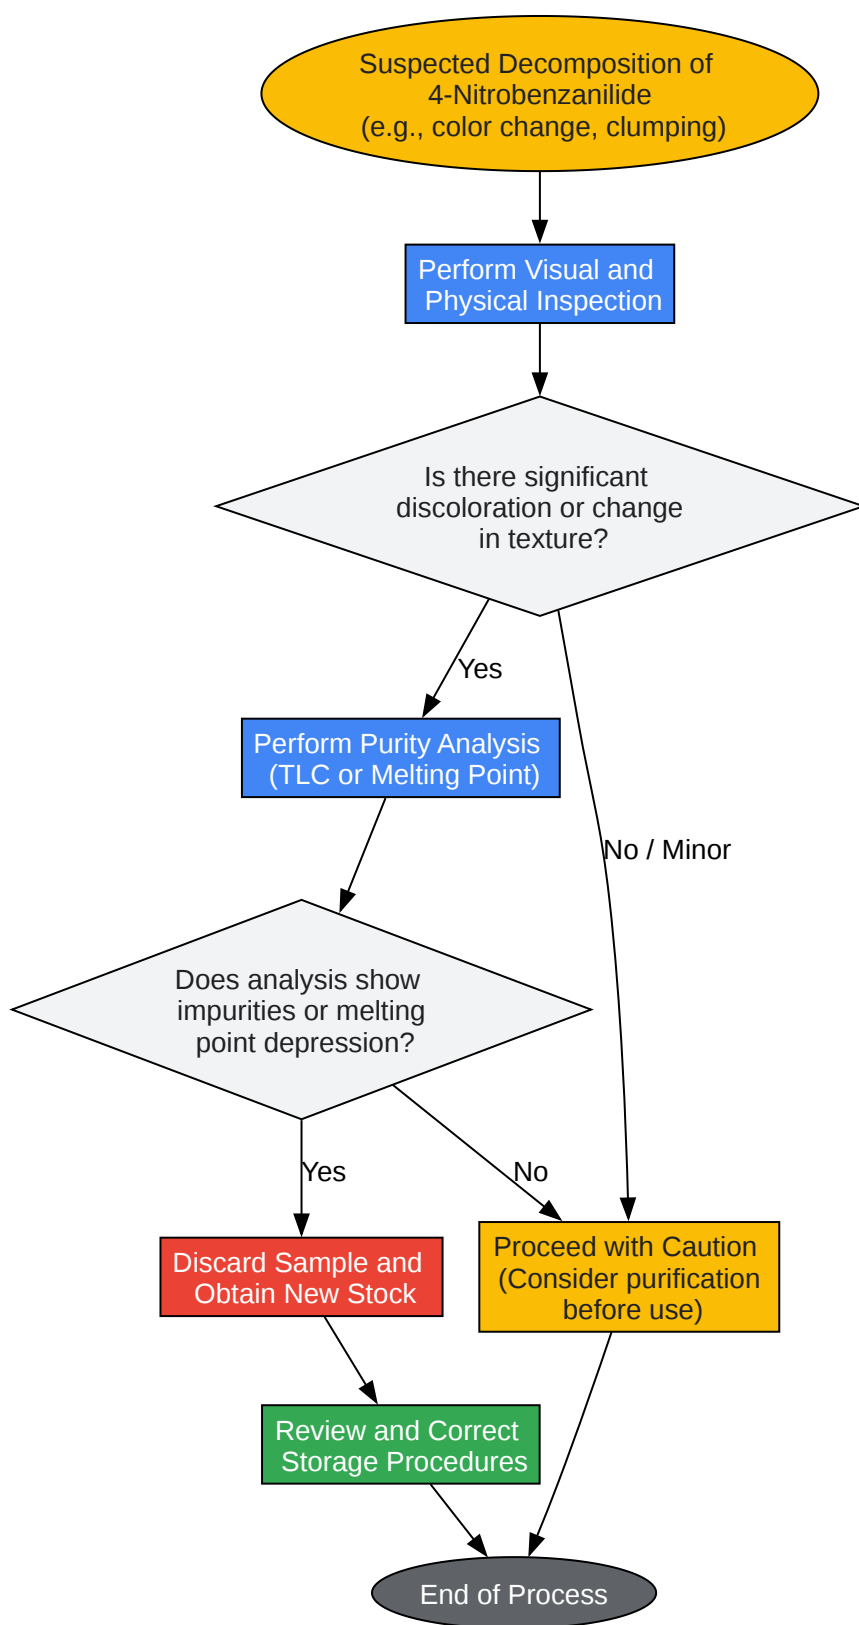 Suspected Decomposition of
4-Nitrobenzanilide
(e.g., color change, clumping)
Perform Visual and
Physical Inspection
Is there significant
discoloration or change
in texture?
Yes
Perform Purity Analysis
(TLC or Melting Point)
No / Minor
Does analysis show
impurities or melting
point depression?
Yes
No
Discard Sample and
Obtain New Stock
Proceed with Caution
(Consider purification
before use)
Review and Correct
Storage Procedures
End of Process